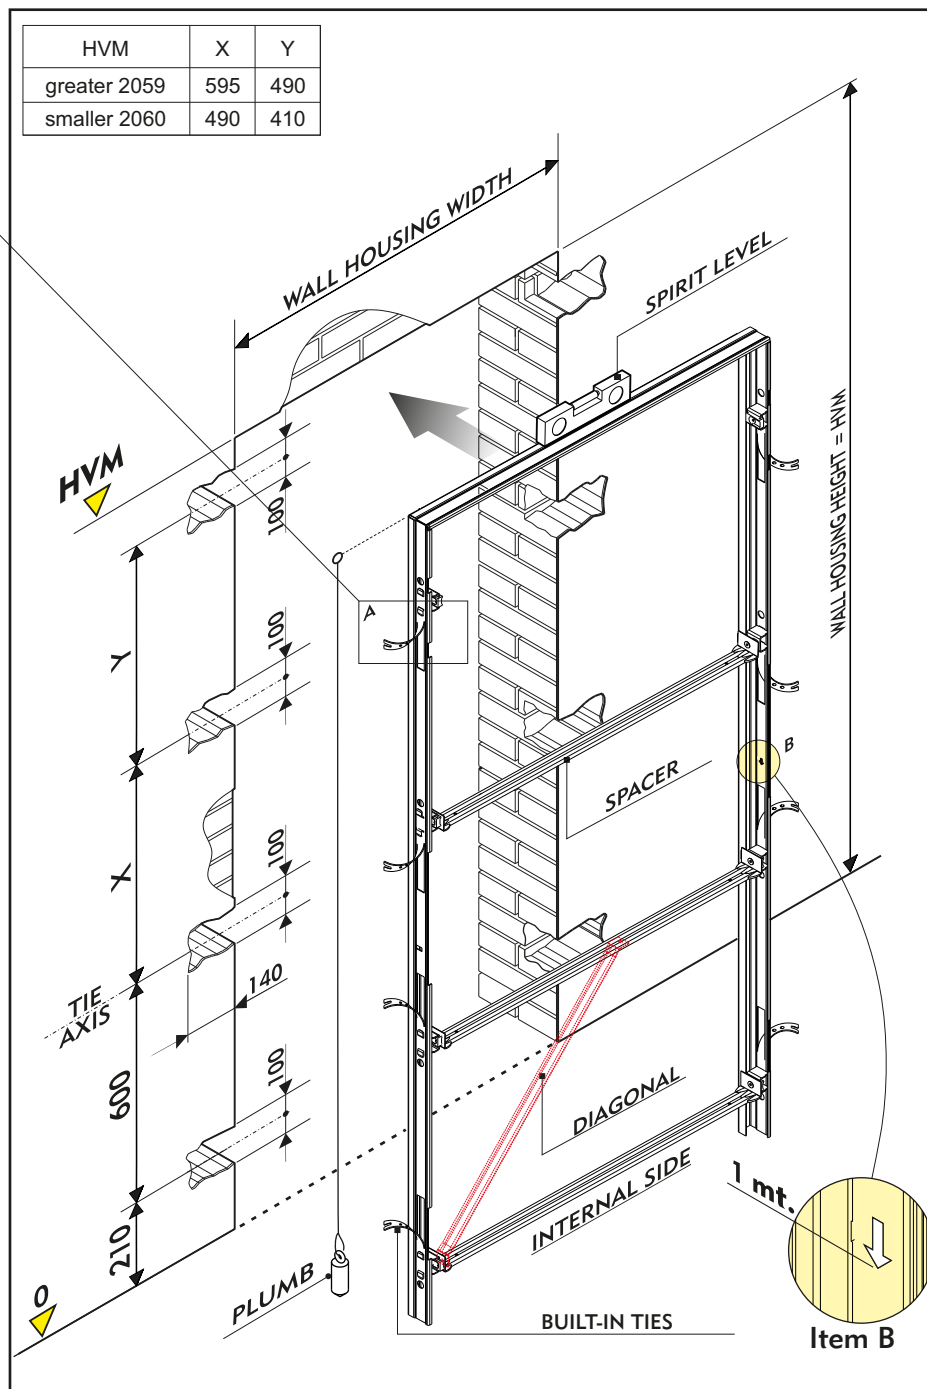 HVM X Y
greater 2059 595 490
smaller 2060 490 410
WALL HOUSING WIDTH
SPIRIT LEVEL
WALL HOUSING HEIGHT = HVM
HVM
100
A
Y
100
B
SPACER
X
100
TIE
AXIS
140
600
100
DIAGONAL
INTERNAL SIDE
1 mt.
210
0
PLUMB
BUILT-IN TIES
Item B